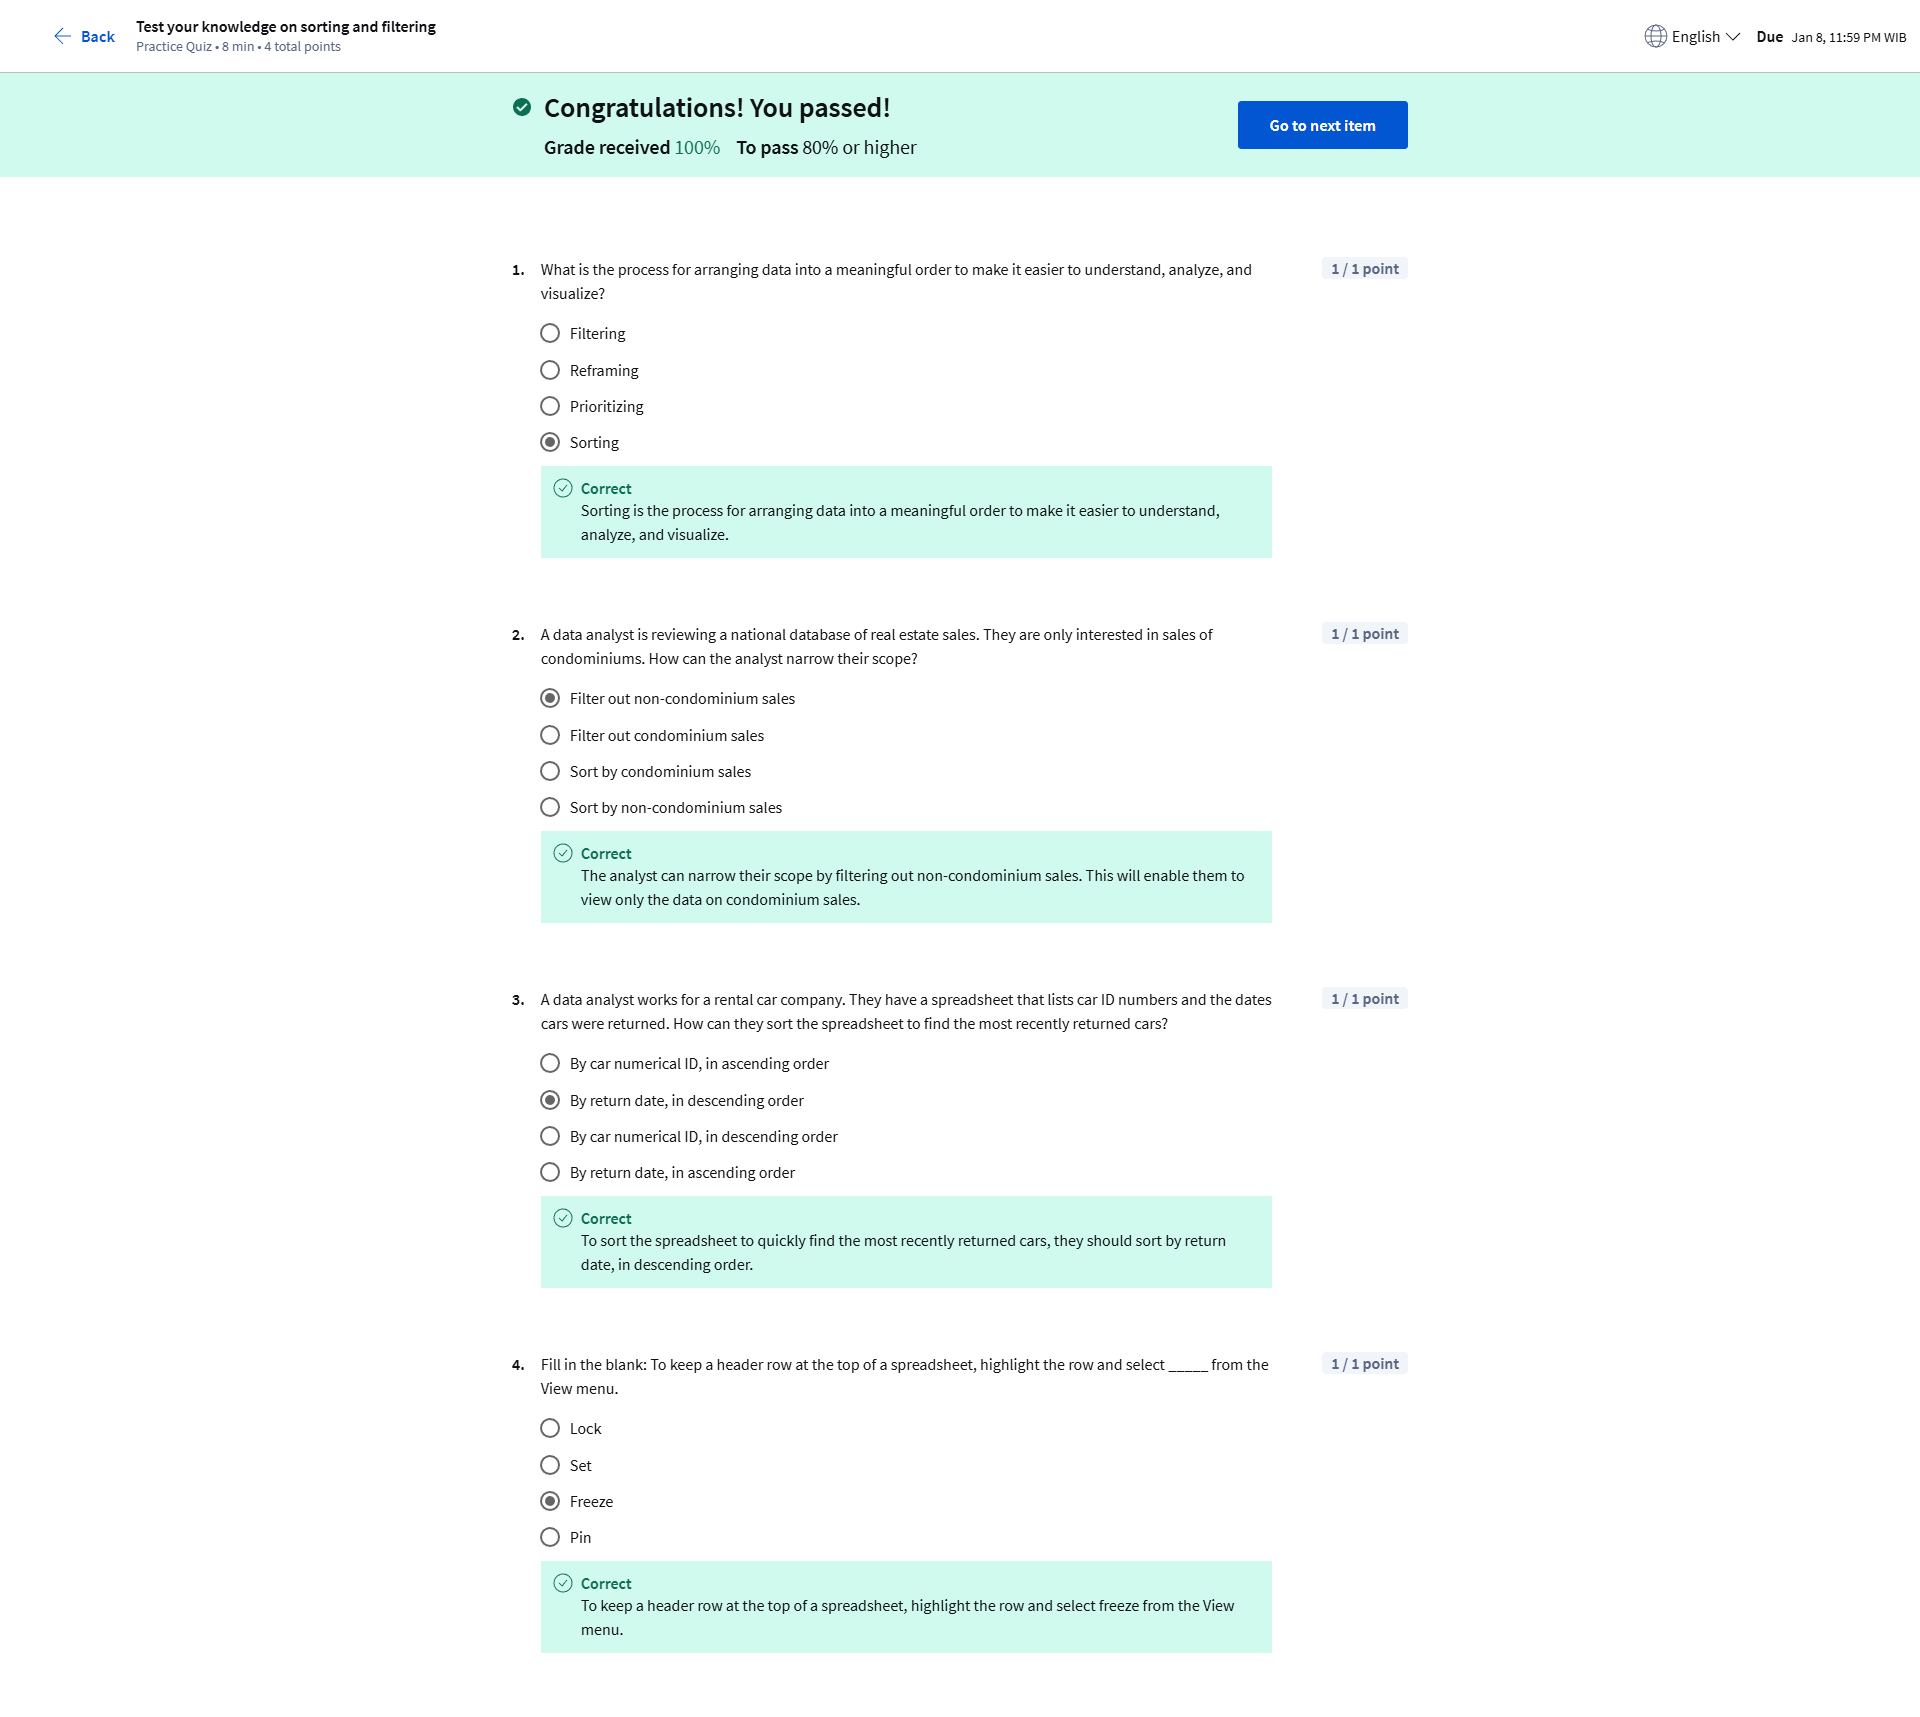 Back
Test your knowledge on sorting and filtering
Practice Quiz • 8 min • 4 total points
English
Due Jan 8, 11:59 PM WIB
Congratulations! You passed!
Grade received 100% To pass 80% or higher
Go to next item
1. What is the process for arranging data into a meaningful order to make it easier to understand, analyze, and
visualize?
1 / 1 point
Filtering
Reframing
Prioritizing
Sorting
Correct
Sorting is the process for arranging data into a meaningful order to make it easier to understand,
analyze, and visualize.
2. A data analyst is reviewing a national database of real estate sales. They are only interested in sales of
condominiums. How can the analyst narrow their scope?
1 / 1 point
Filter out non-condominium sales
Filter out condominium sales
Sort by condominium sales
Sort by non-condominium sales
Correct
The analyst can narrow their scope by filtering out non-condominium sales. This will enable them to
view only the data on condominium sales.
3. A data analyst works for a rental car company. They have a spreadsheet that lists car ID numbers and the dates
cars were returned. How can they sort the spreadsheet to find the most recently returned cars?
1 / 1 point
By car numerical ID, in ascending order
By return date, in descending order
By car numerical ID, in descending order
By return date, in ascending order
Correct
To sort the spreadsheet to quickly find the most recently returned cars, they should sort by return
date, in descending order.
4. Fill in the blank: To keep a header row at the top of a spreadsheet, highlight the row and select _____ from the
View menu.
1 / 1 point
Lock
Set
Freeze
Pin
Correct
To keep a header row at the top of a spreadsheet, highlight the row and select freeze from the View
menu.